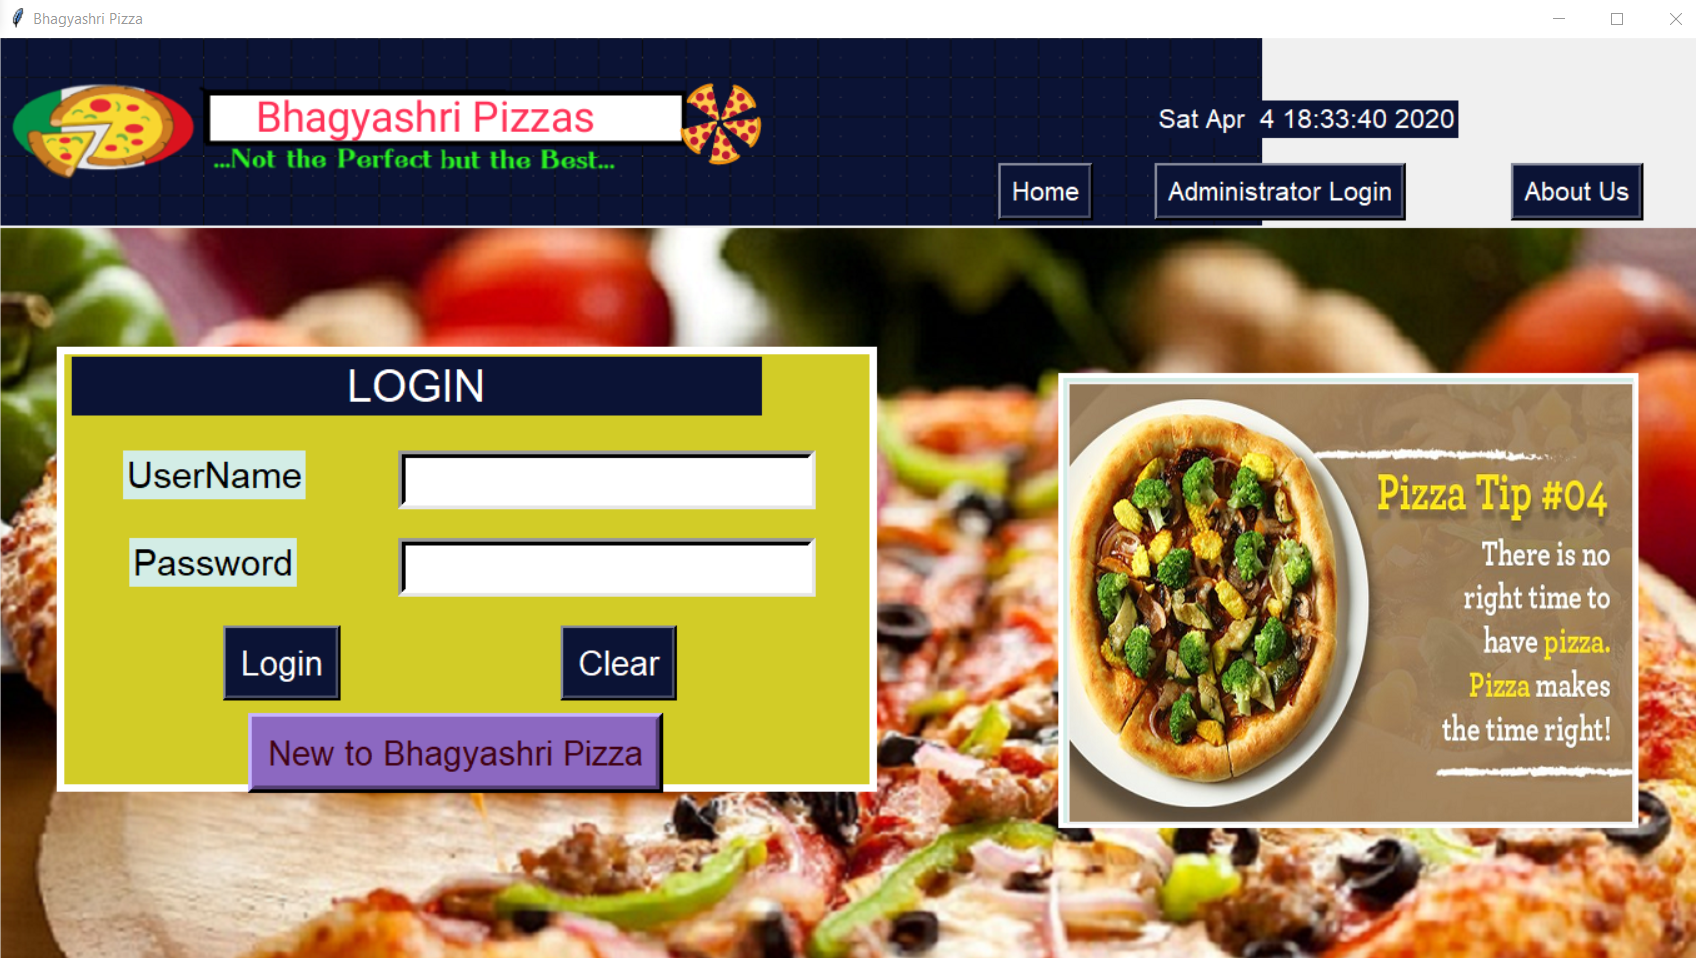 Bhagyashri Pizza
Bhagyashri Pizzas
...Not the Perfect but the Best...
Sat Apr  4 18:33:40 2020
Home
Administrator Login
About Us
LOGIN
UserName
Password
Login
Clear
New to Bhagyashri Pizza
Pizza Tip #04
There is no
right time to
have pizza.
Pizza makes
the time right!